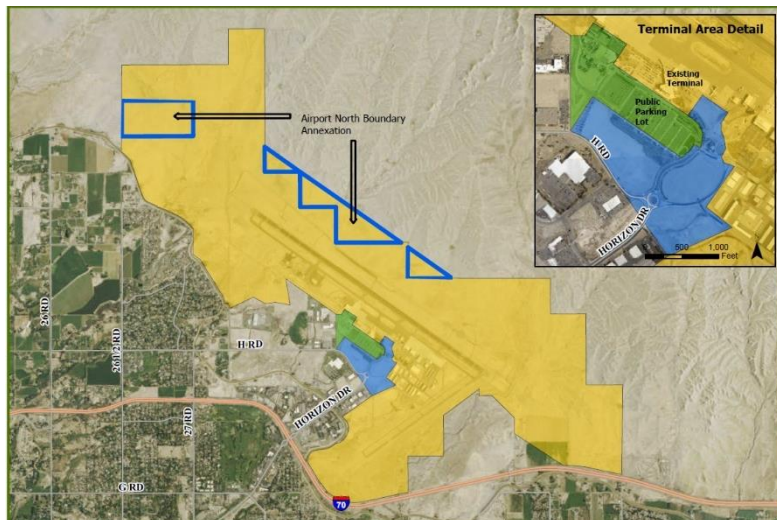 Terminal Area Detail
Existing
Terminal
Public
Parking
Lot
H RD
HORIZON DR
0 500 1,000
Feet
Airport North Boundary
Annexation
26 RD
26 1/2 RD
27 RD
H RD
HORIZON DR
G RD
70